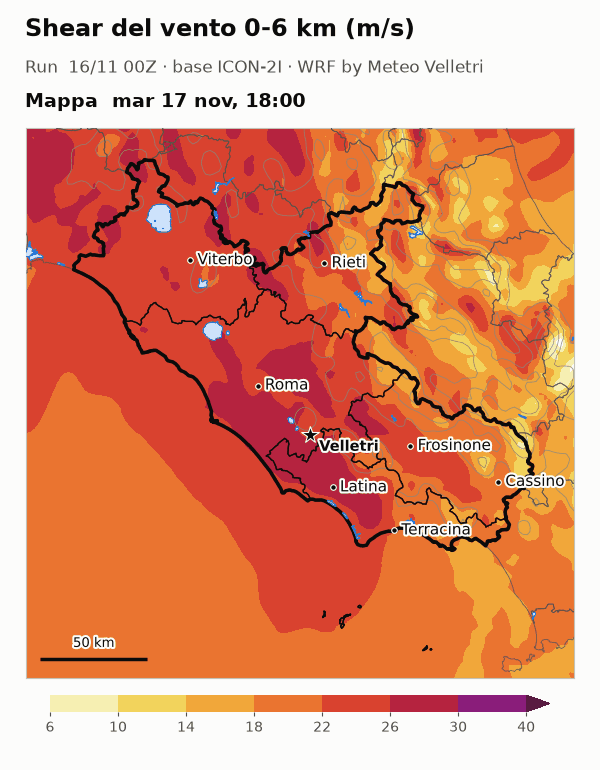 Shear del vento 0-6 km (m/s)
Run  16/11 00Z · base ICON-2I · WRF by Meteo Velletri
Mappa  mar 17 nov, 18:00
Viterbo
Rieti
Roma
Velletri
Frosinone
Latina
Cassino
Terracina
50 km
6 10 14 18 22 26 30 40